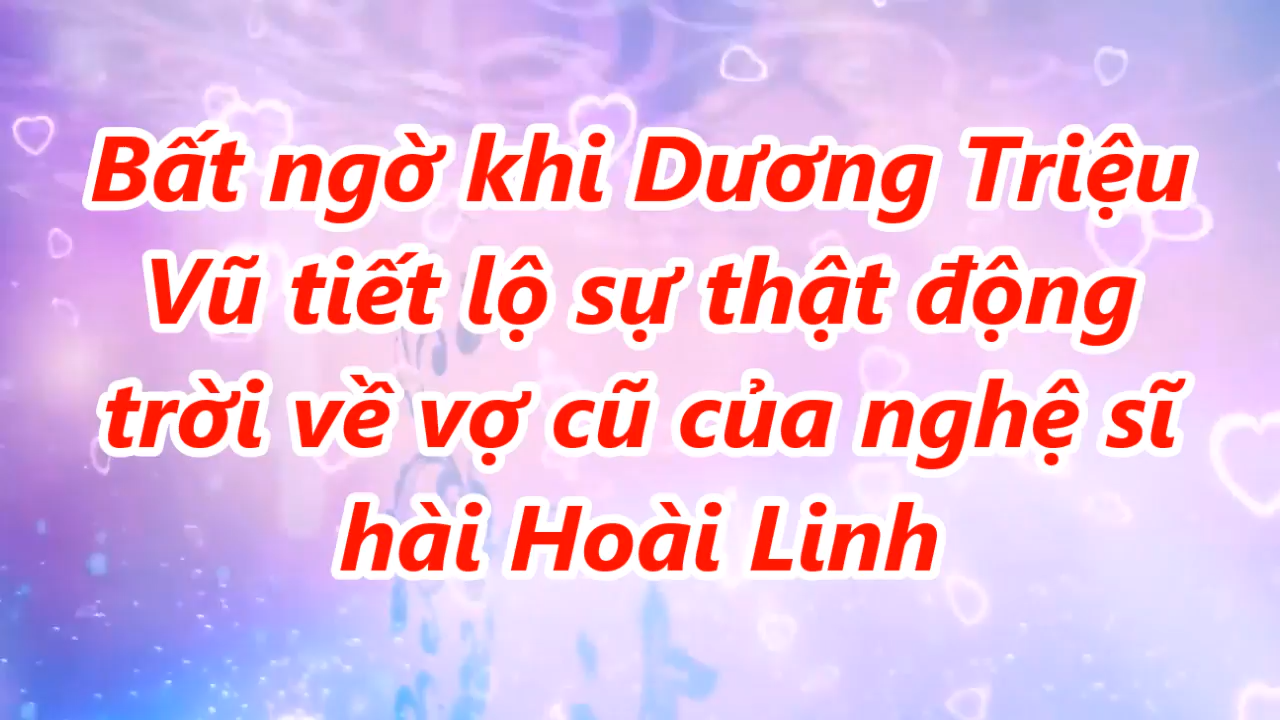 Bất ngờ khi Dương Triệu
Vũ tiết lộ sự thật động
trời về vợ cũ của nghệ sĩ
hài Hoài Linh